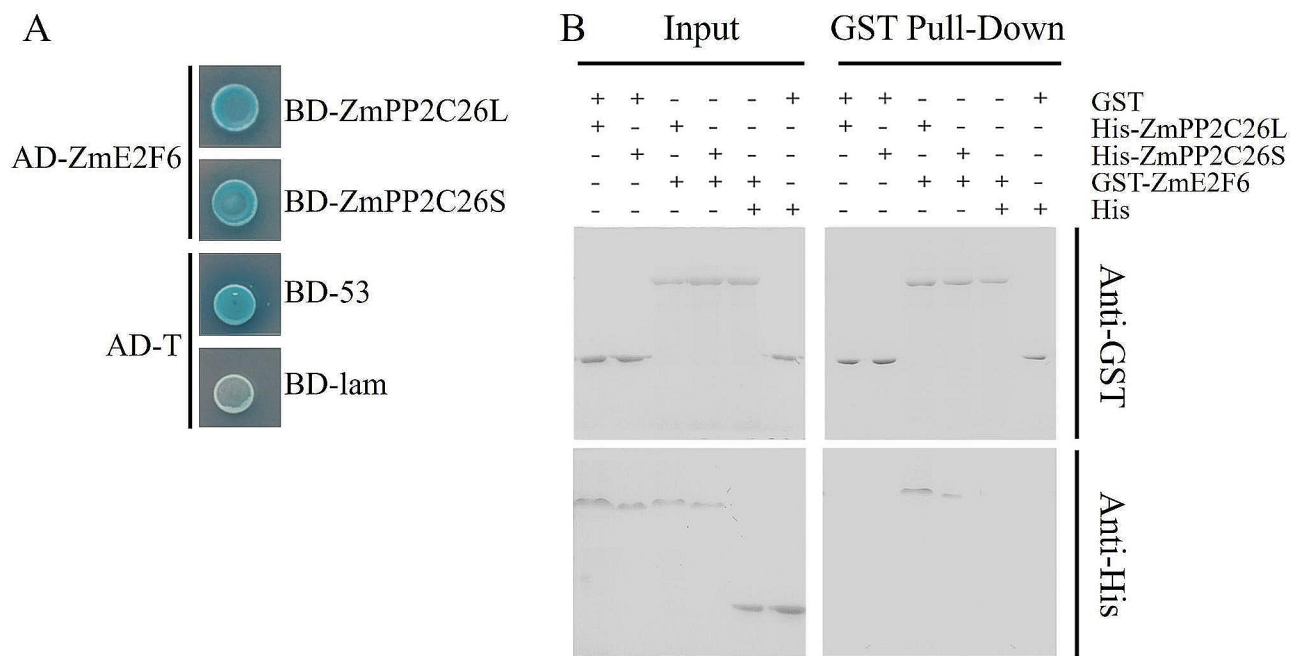 A
AD-ZmE2F6
BD-ZmPP2C26L
BD-ZmPP2C26S
AD-T
BD-53
BD-lam
B
Input GST Pull-Down
+ + - - - + + + - - - + GST
+ - + - - - + - + - - - His-ZmPP2C26L
- + - + - - - + - + - - His-ZmPP2C26S
- - + + + - - - + + + - GST-ZmE2F6
- - - - + + - - - - + + His
Anti-GST
Anti-His